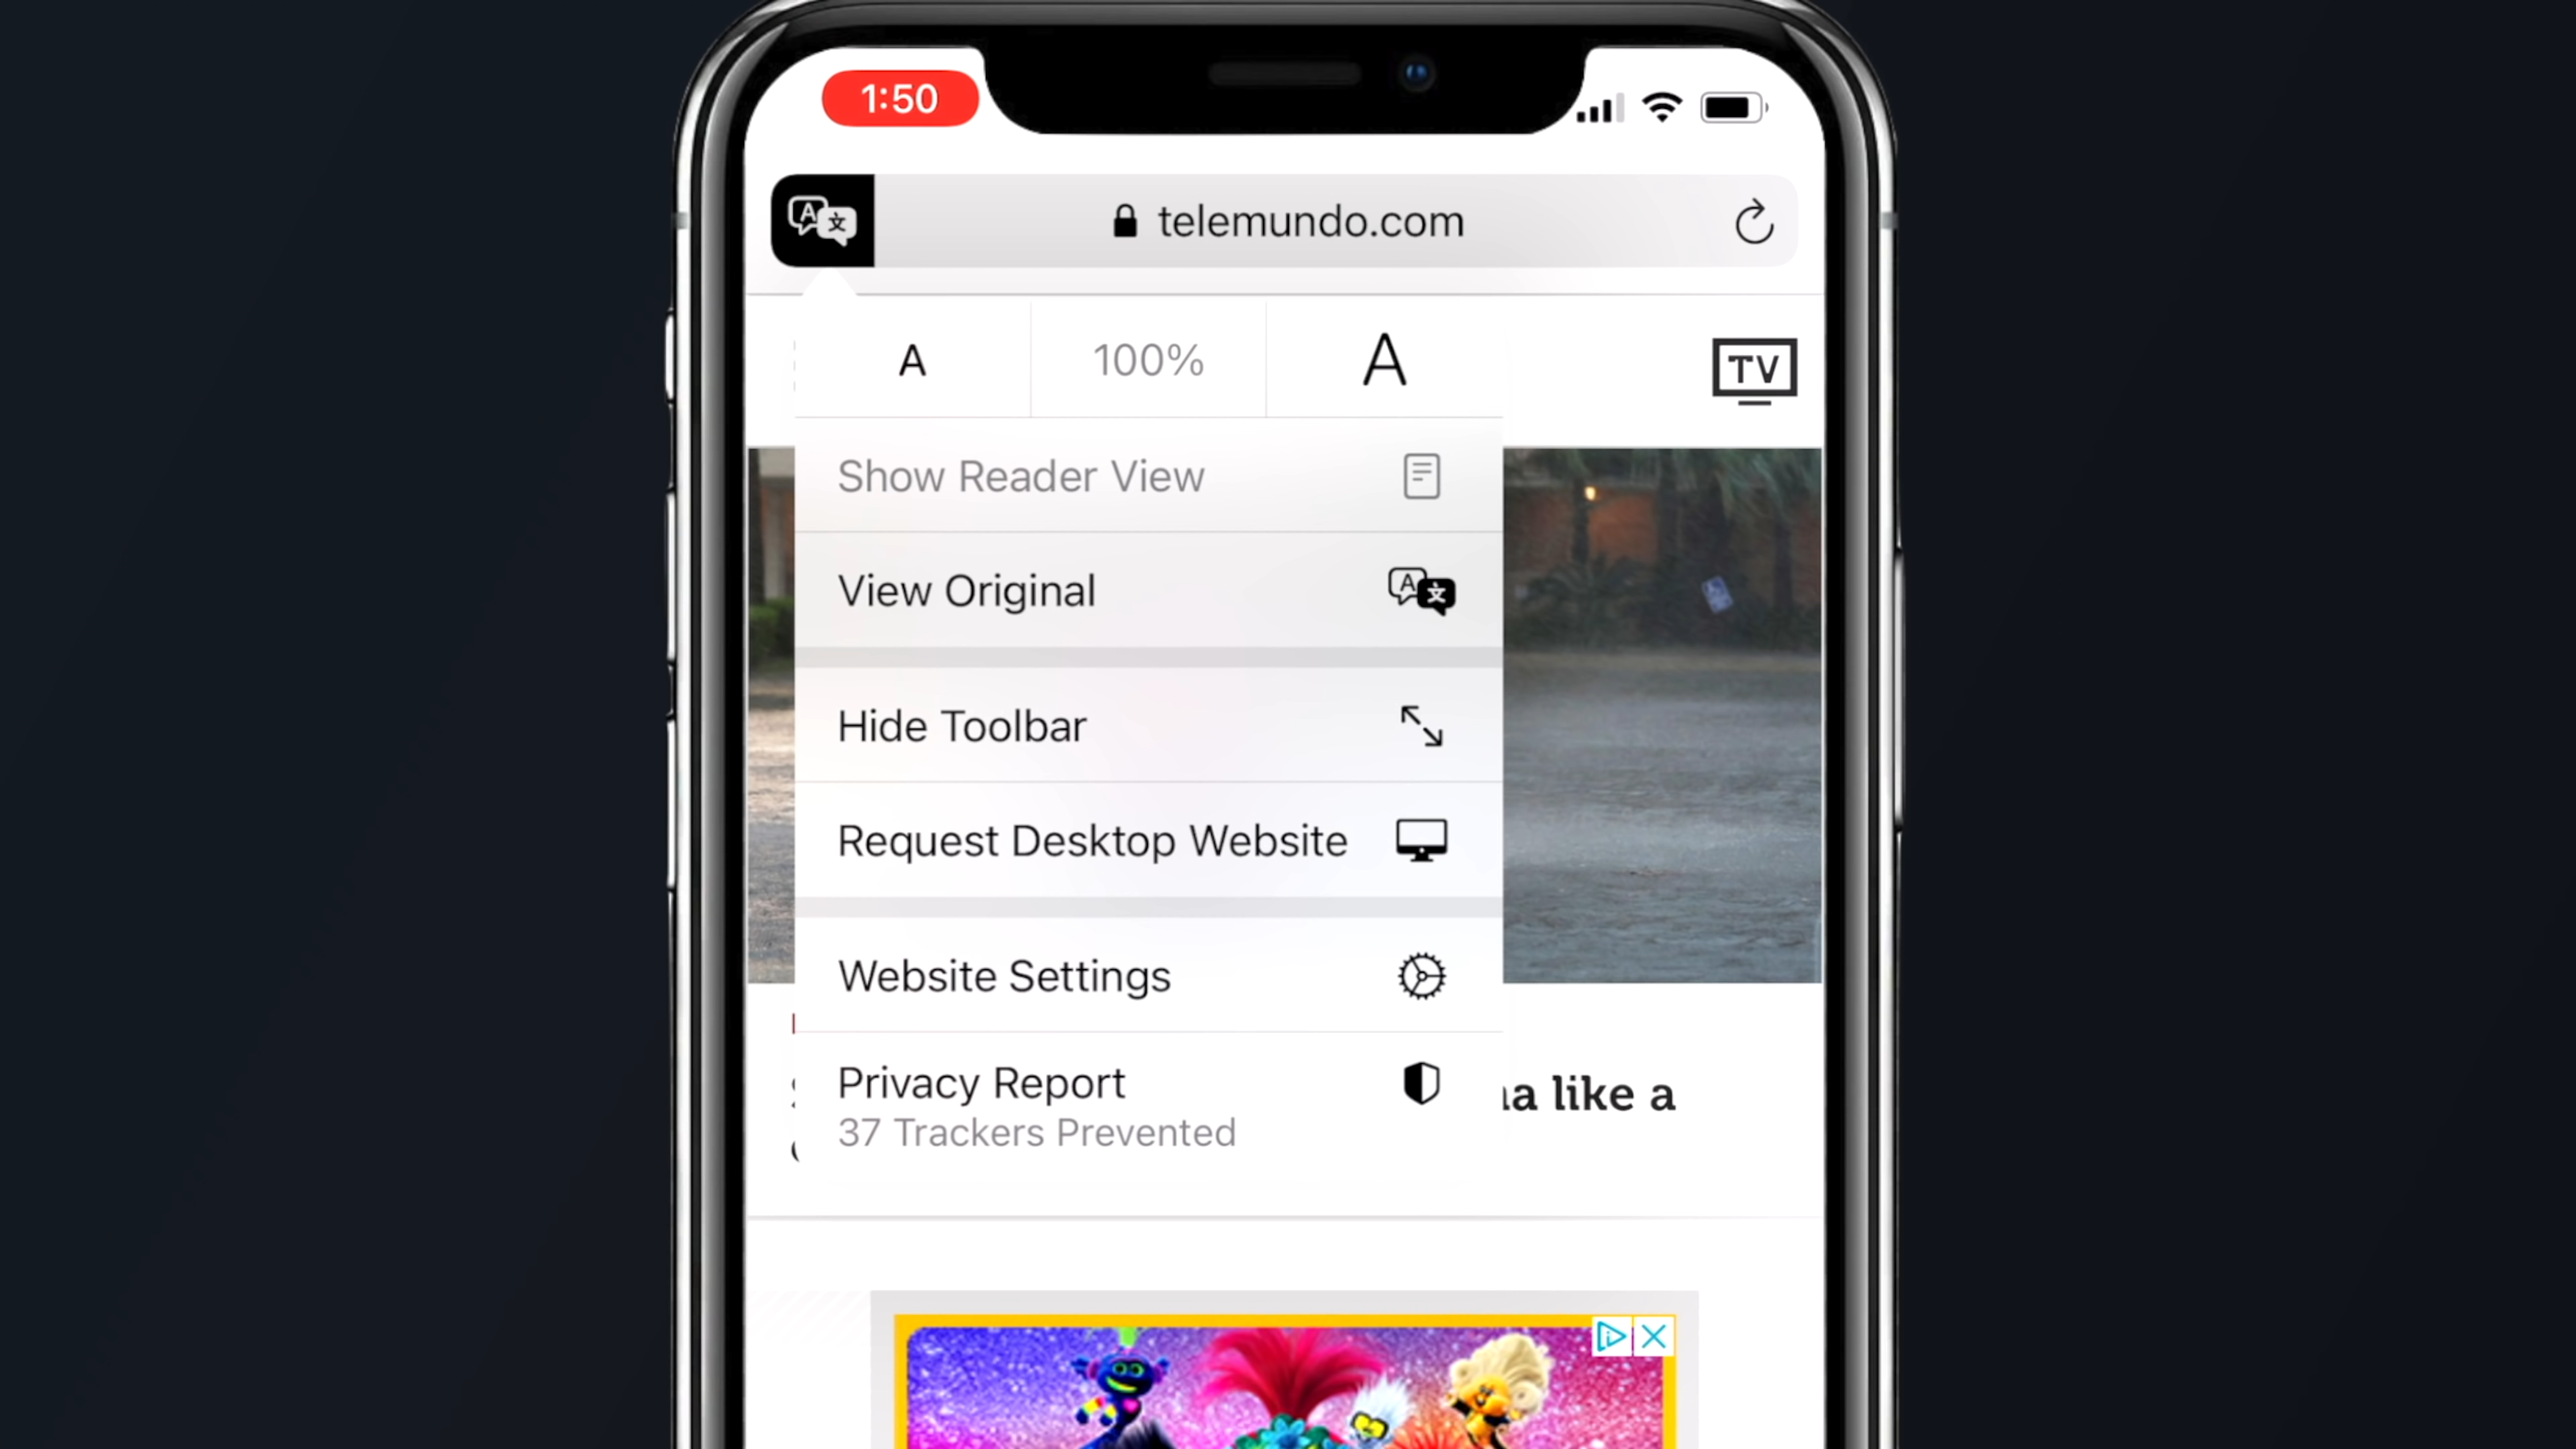 1:50
telemundo.com
A 100% A
TV
Show Reader View
View Original
Hide Toolbar
Request Desktop Website
Website Settings
Privacy Report
37 Trackers Prevented
like a